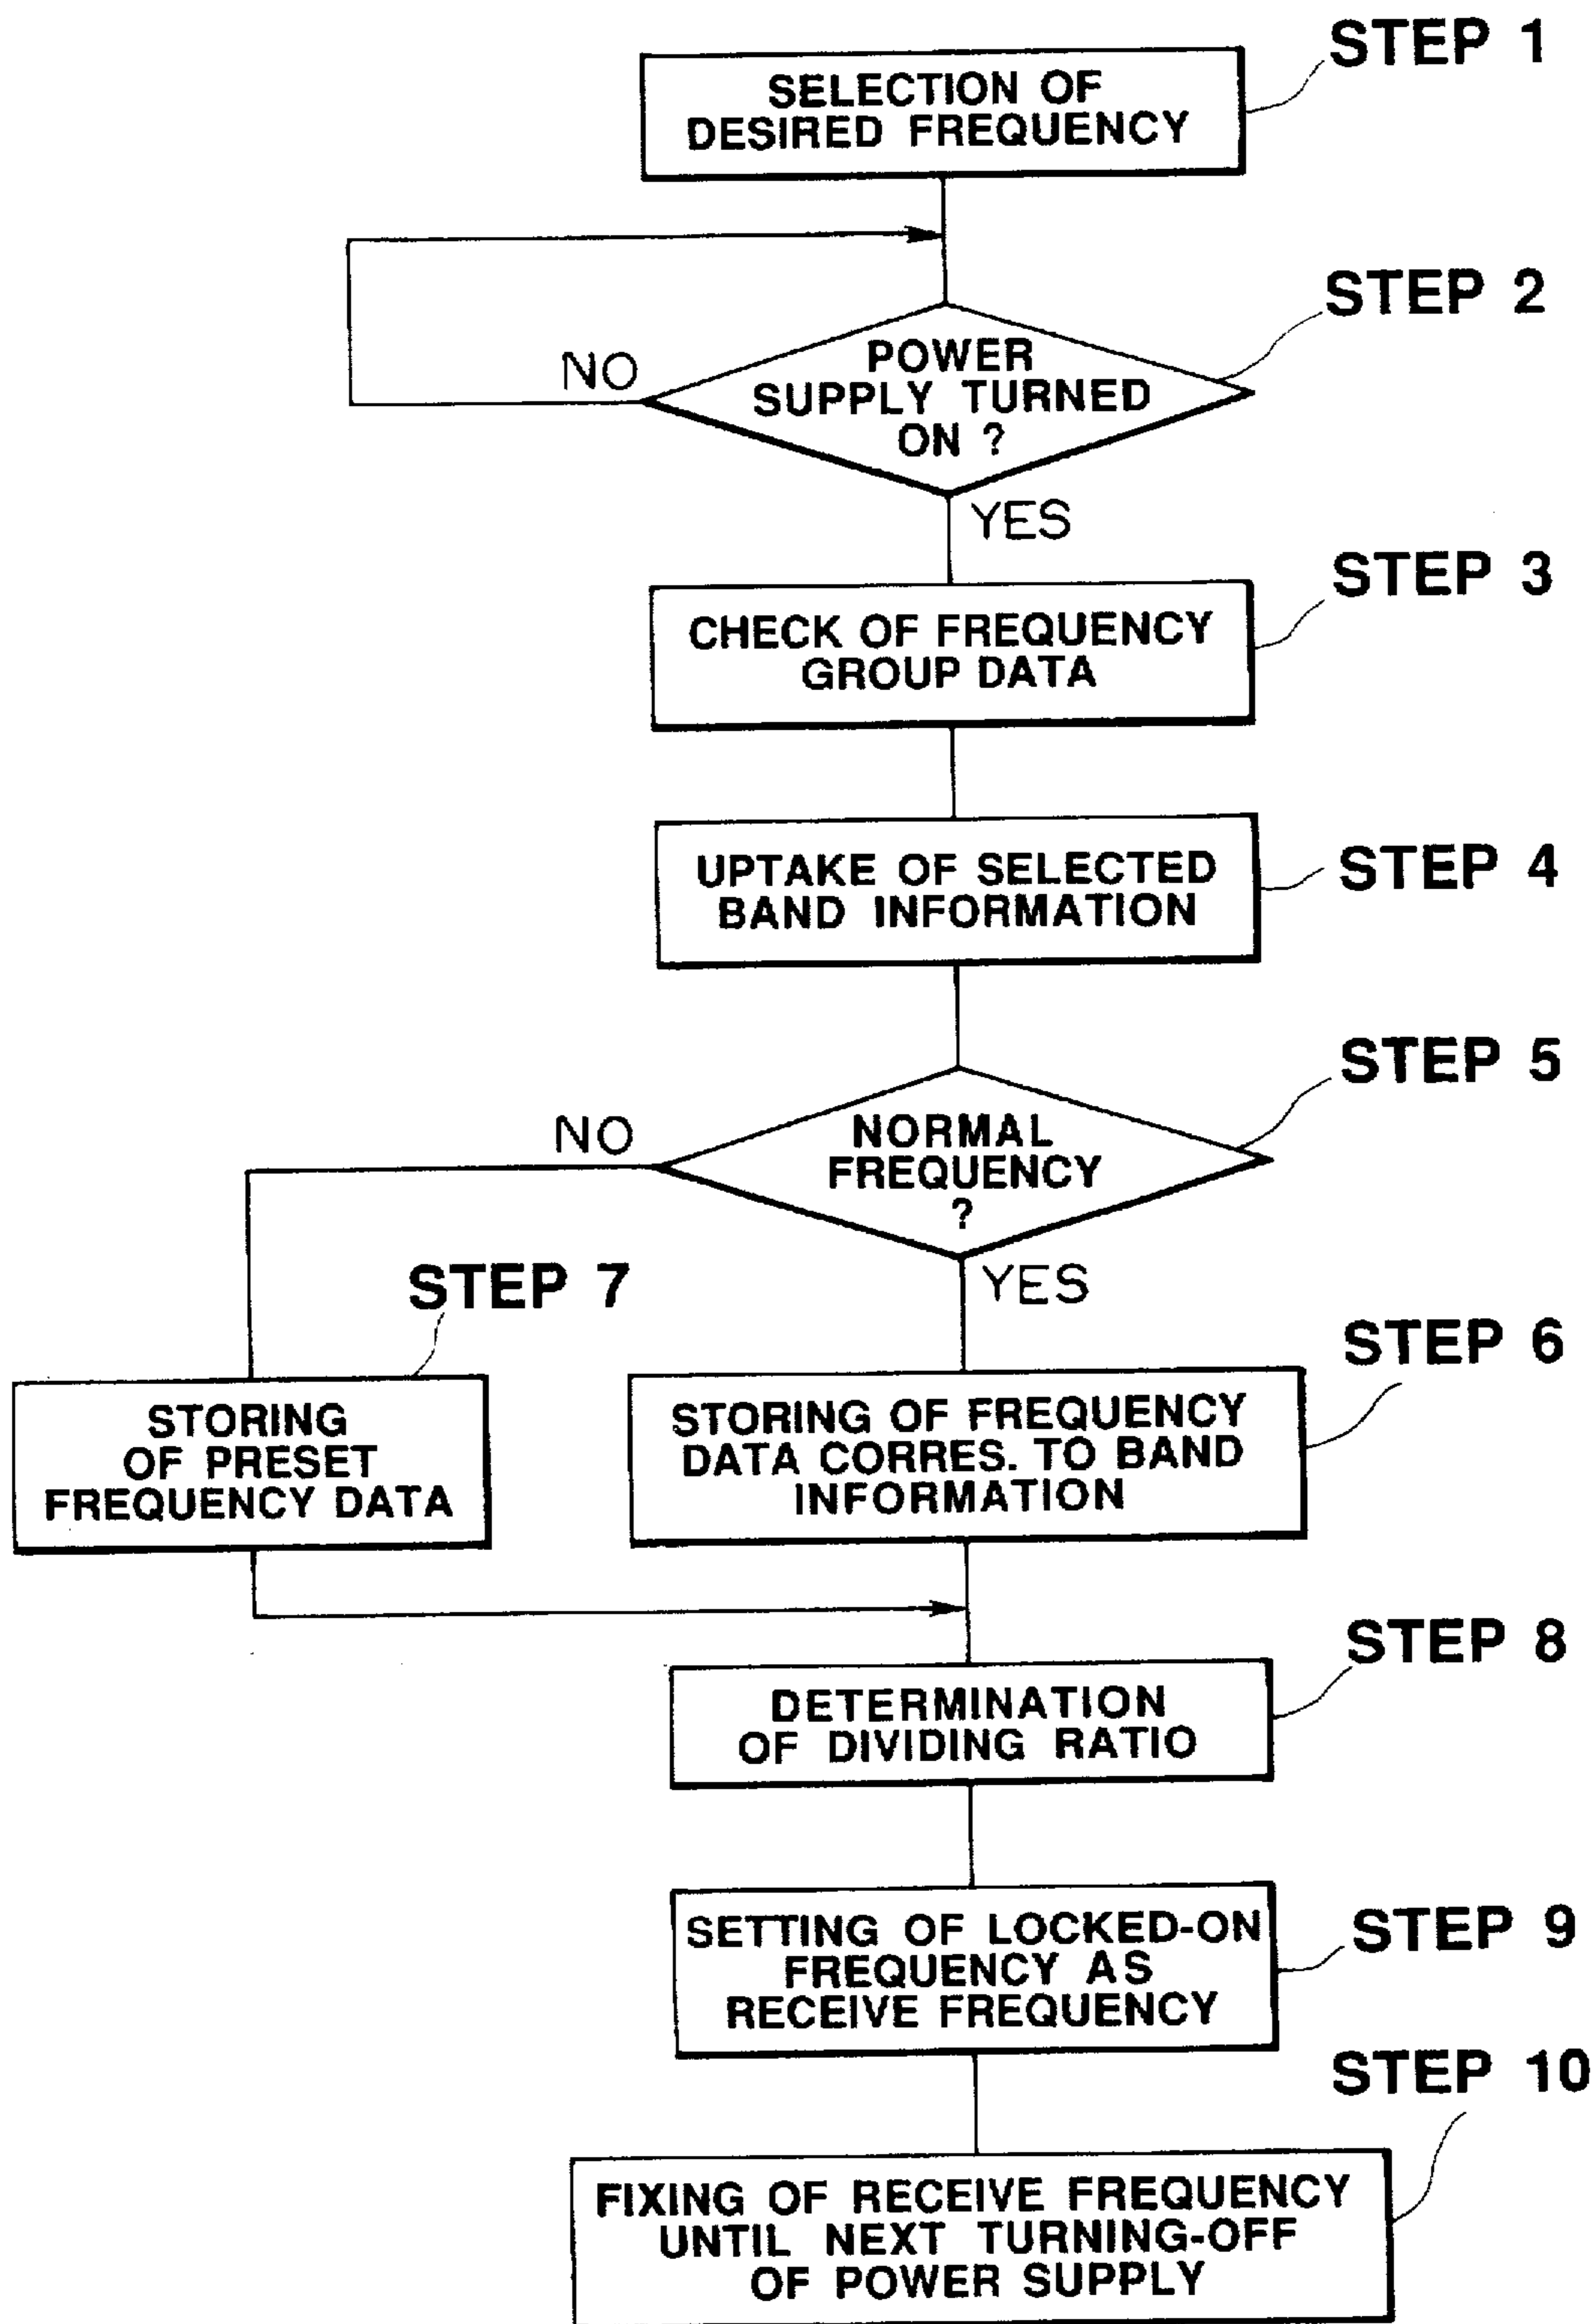 STEP 1
SELECTION OF
DESIRED FREQUENCY
STEP 2
NO
POWER
SUPPLY TURNED
ON ?
YES
STEP 3
CHECK OF FREQUENCY
GROUP DATA
STEP 4
UPTAKE OF SELECTED
BAND INFORMATION
STEP 5
NO
NORMAL
FREQUENCY
?
YES
STEP 7
STEP 6
STORING
OF PRESET
FREQUENCY DATA
STORING OF FREQUENCY
DATA CORRES. TO BAND
INFORMATION
STEP 8
DETERMINATION
OF DIVIDING RATIO
STEP 9
SETTING OF LOCKED-ON
FREQUENCY AS
RECEIVE FREQUENCY
STEP 10
FIXING OF RECEIVE FREQUENCY
UNTIL NEXT TURNING-OFF
OF POWER SUPPLY